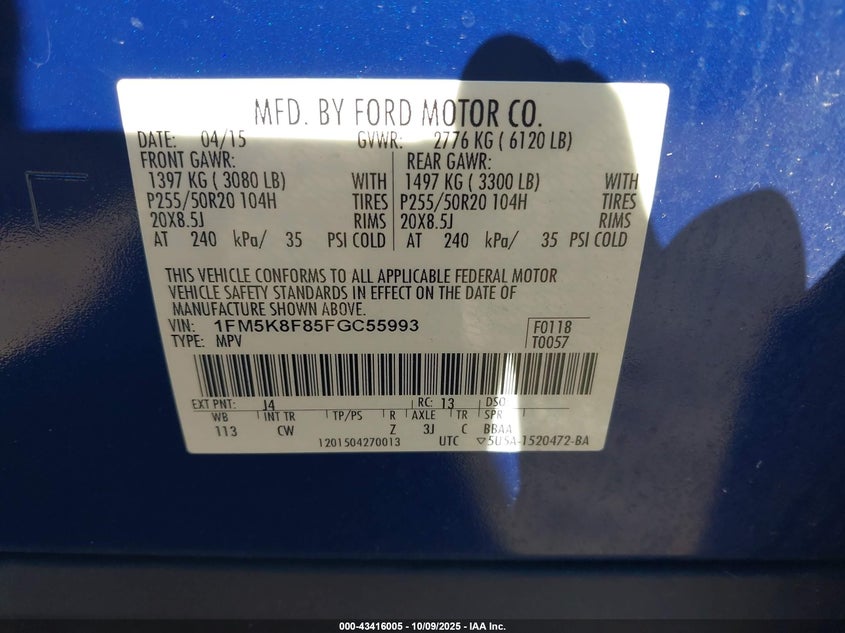 MFD. BY FORD MOTOR CO.
DATE: 04/15 GVWR: 2776 KG ( 6120 LB)
FRONT GAWR: REAR GAWR:
1397 KG ( 3080 LB) WITH 1497 KG ( 3300 LB) WITH
P255/50R20 104H TIRES P255/50R20 104H TIRES
20X8.5J RIMS 20X8.5J RIMS
AT 240 kPa/ 35 PSI COLD AT 240 kPa/ 35 PSI COLD
THIS VEHICLE CONFORMS TO ALL APPLICABLE FEDERAL MOTOR
VEHICLE SAFETY STANDARDS IN EFFECT ON THE DATE OF
MANUFACTURE SHOWN ABOVE.
VIN: 1FM5K8F85FGC55993 F0118
TYPE: MPV T0057
EXT PNT: J4 RC: 13 DSO
WB INT TR TP/PS R AXLE TR SPR
113 CW Z 3J C BBAA
1201504270013 UTC ▽5U5A-1520472-BA
000-43416005 - 10/09/2025 - IAA Inc.